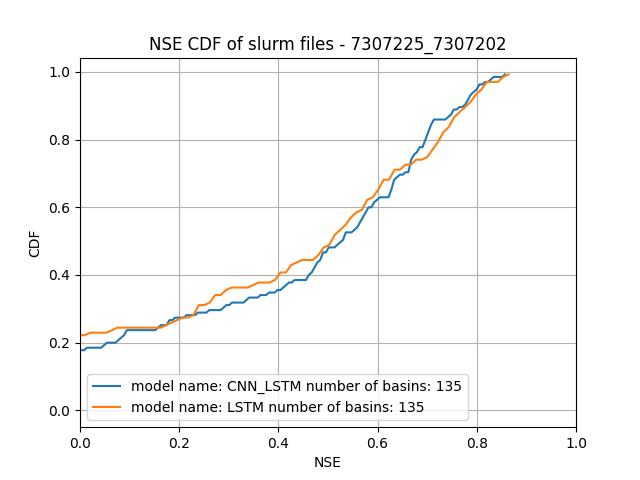 NSE CDF of slurm files - 7307225_7307202
1.0
0.8
0.6
0.4
0.2
0.0
CDF
model name: CNN_LSTM number of basins: 135
model name: LSTM number of basins: 135
0.0 0.2 0.4 0.6 0.8 1.0
NSE